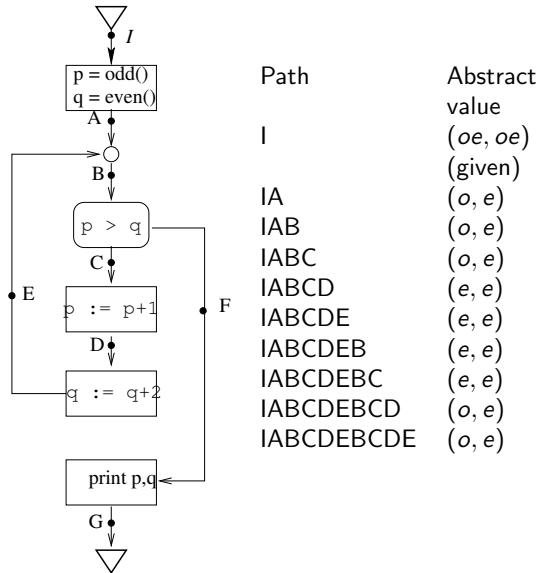 I
p = odd()
q = even()
A
B
p > q
C
E
F
p := p+1
D
q := q+2
print p,q
G
Path Abstract value
I (oe, oe) (given)
IA (o, e)
IAB (o, e)
IABC (o, e)
IABCD (e, e)
IABCDE (e, e)
IABCDEB (e, e)
IABCDEBC (e, e)
IABCDEBCD (o, e)
IABCDEBCDE (o, e)